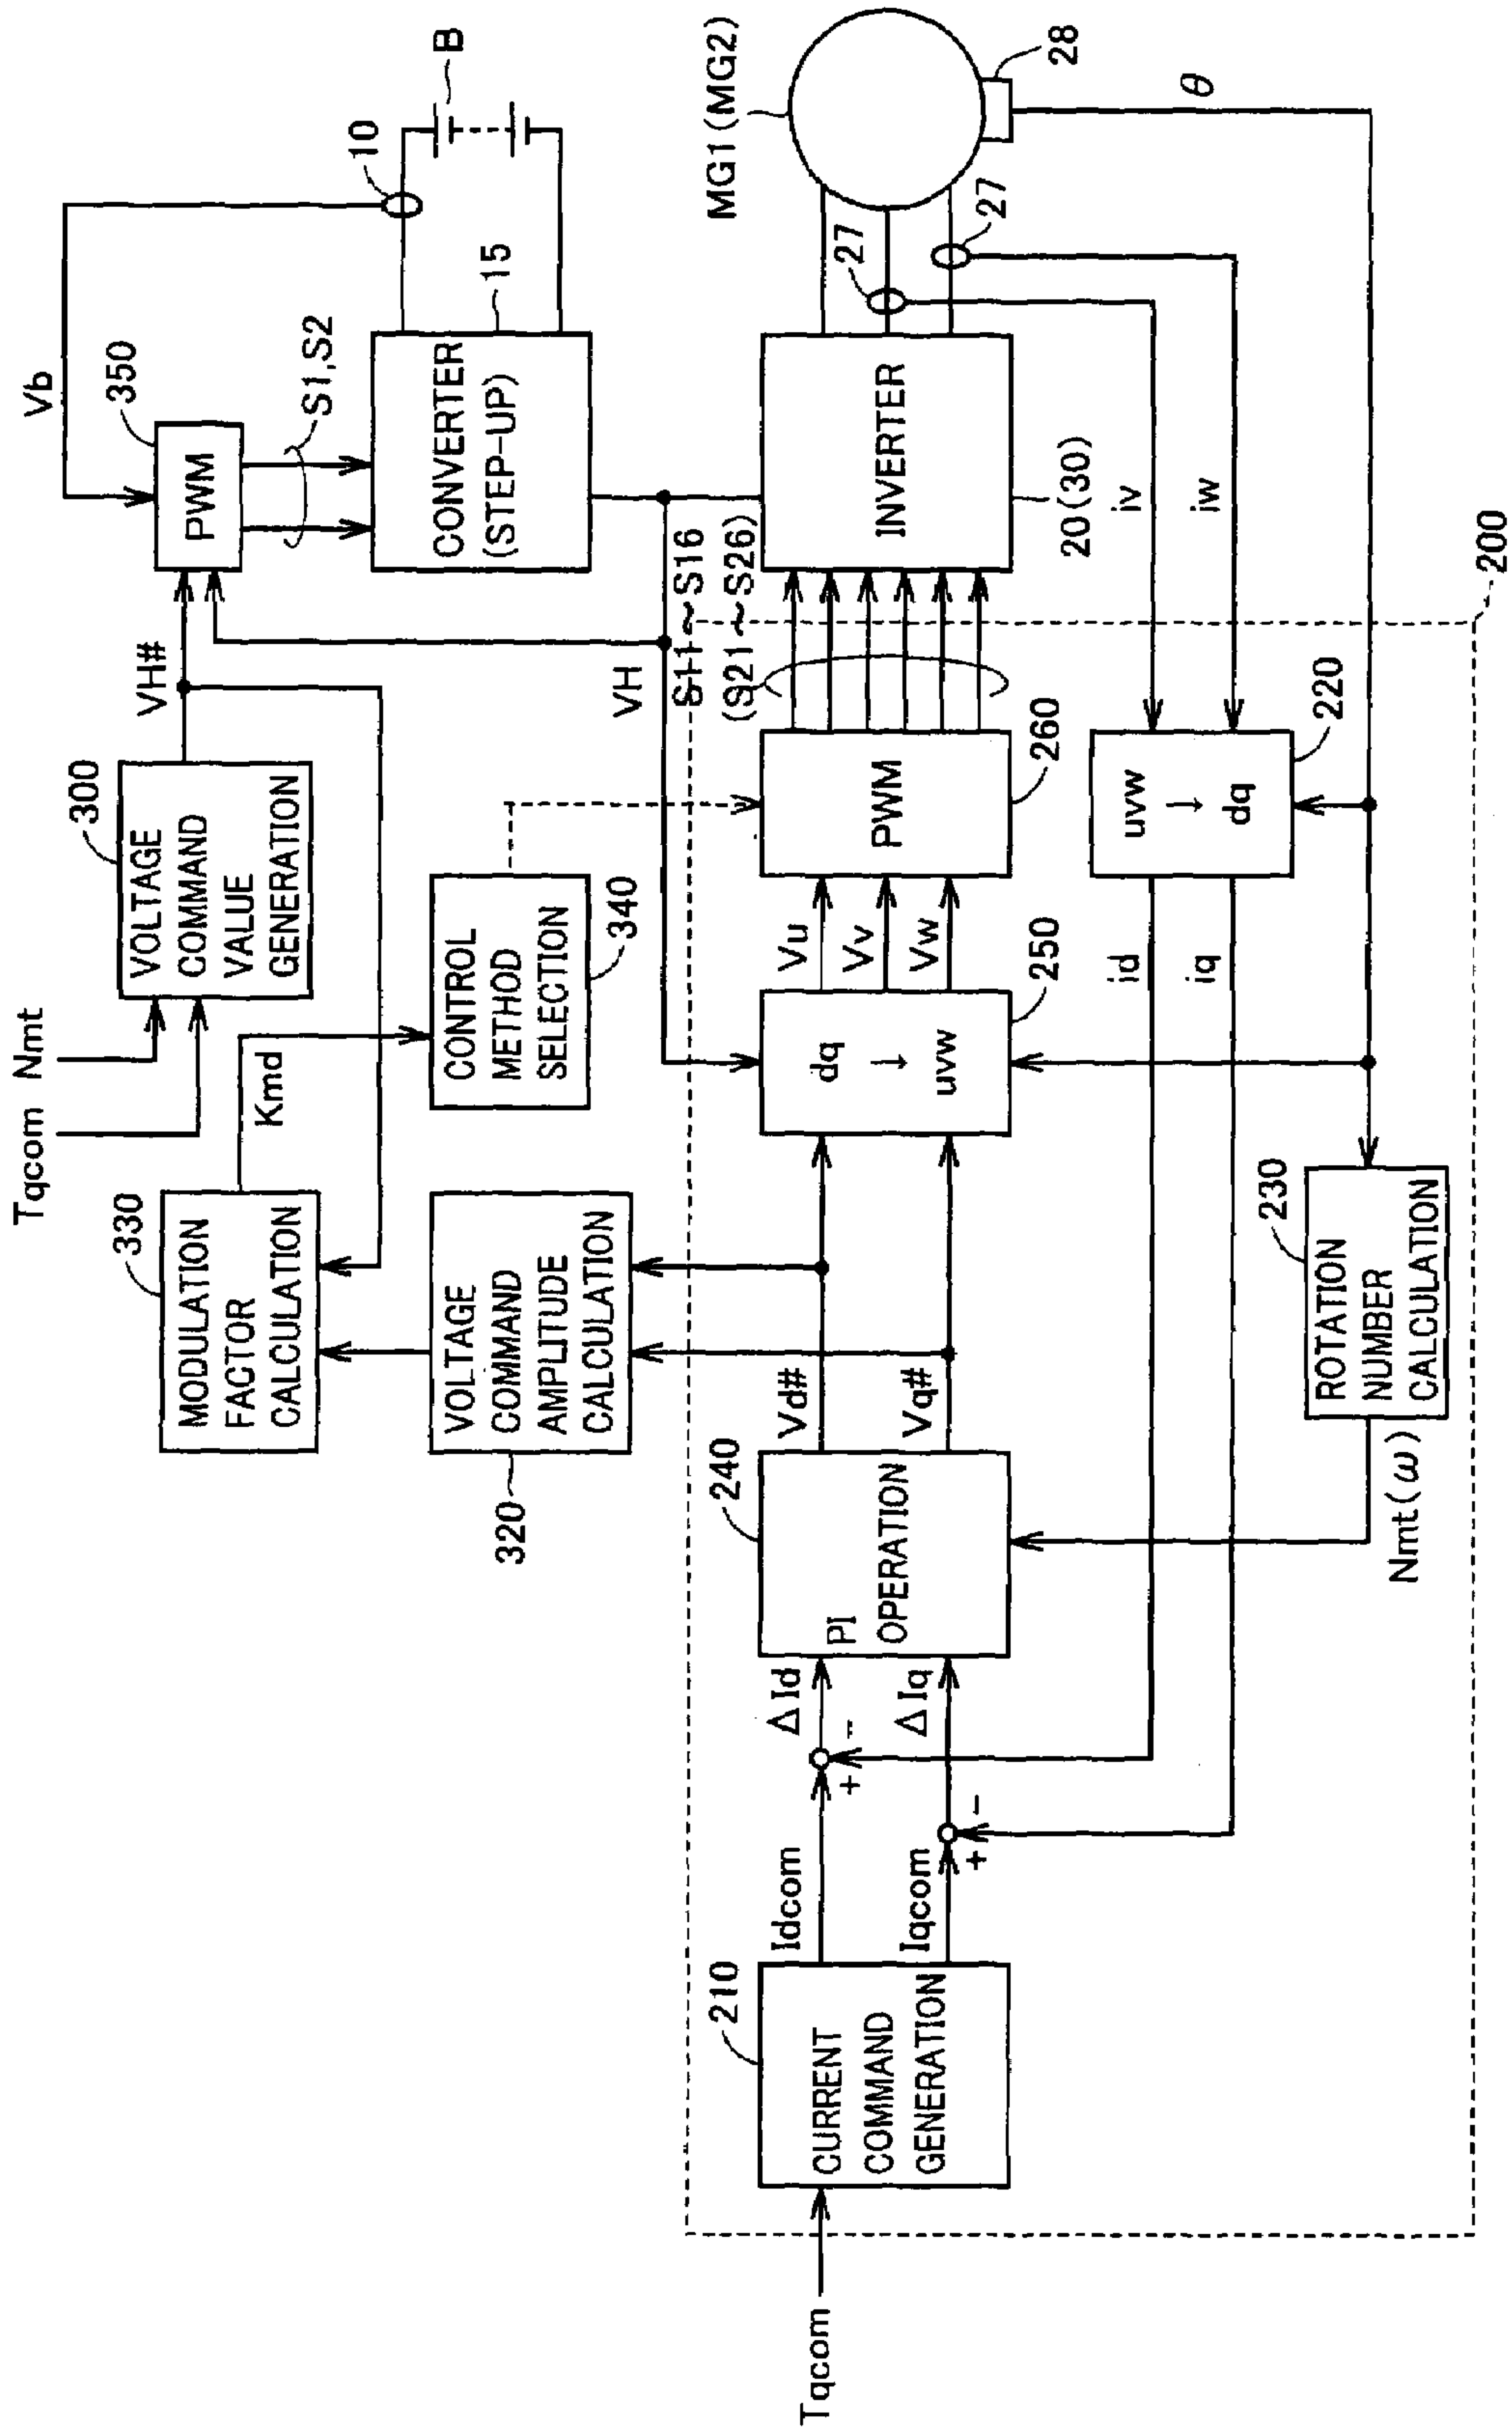 Tqcom Nmt
300
VOLTAGE
COMMAND
VALUE
GENERATION
VH#
Vb
350
PWM
S1,S2
10
B
CONVERTER
(STEP-UP)
15
330
MODULATION
FACTOR
CALCULATION
Kmd
CONTROL
METHOD
SELECTION
340
VOLTAGE
COMMAND
AMPLITUDE
CALCULATION
320
VH
S11~S16
(S21~S26)
MG1(MG2)
Tqcom
210
CURRENT
COMMAND
GENERATION
Idcom
Iqcom
+
-
ΔId
+
-
ΔIq
240
PI
OPERATION
Vd#
Vq#
dq
↓
uvw
250
Vu
Vv
Vw
PWM
260
INVERTER
20(30)
27
27
28
θ
iv
iw
uvw
↓
dq
220
id
iq
230
ROTATION
NUMBER
CALCULATION
Nmt(ω)
200